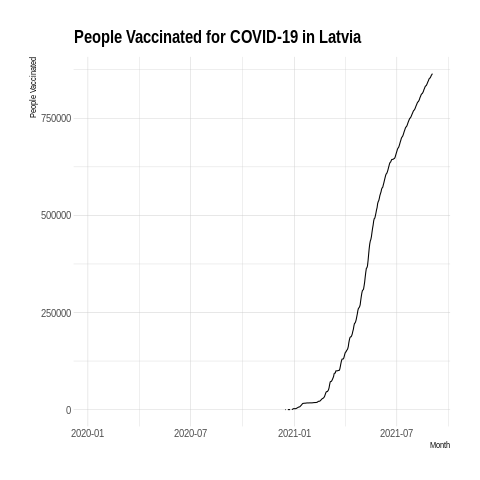 People Vaccinated for COVID-19 in Latvia
People Vaccinated
750000
500000
250000
0
2020-01 2020-07 2021-01 2021-07
Month